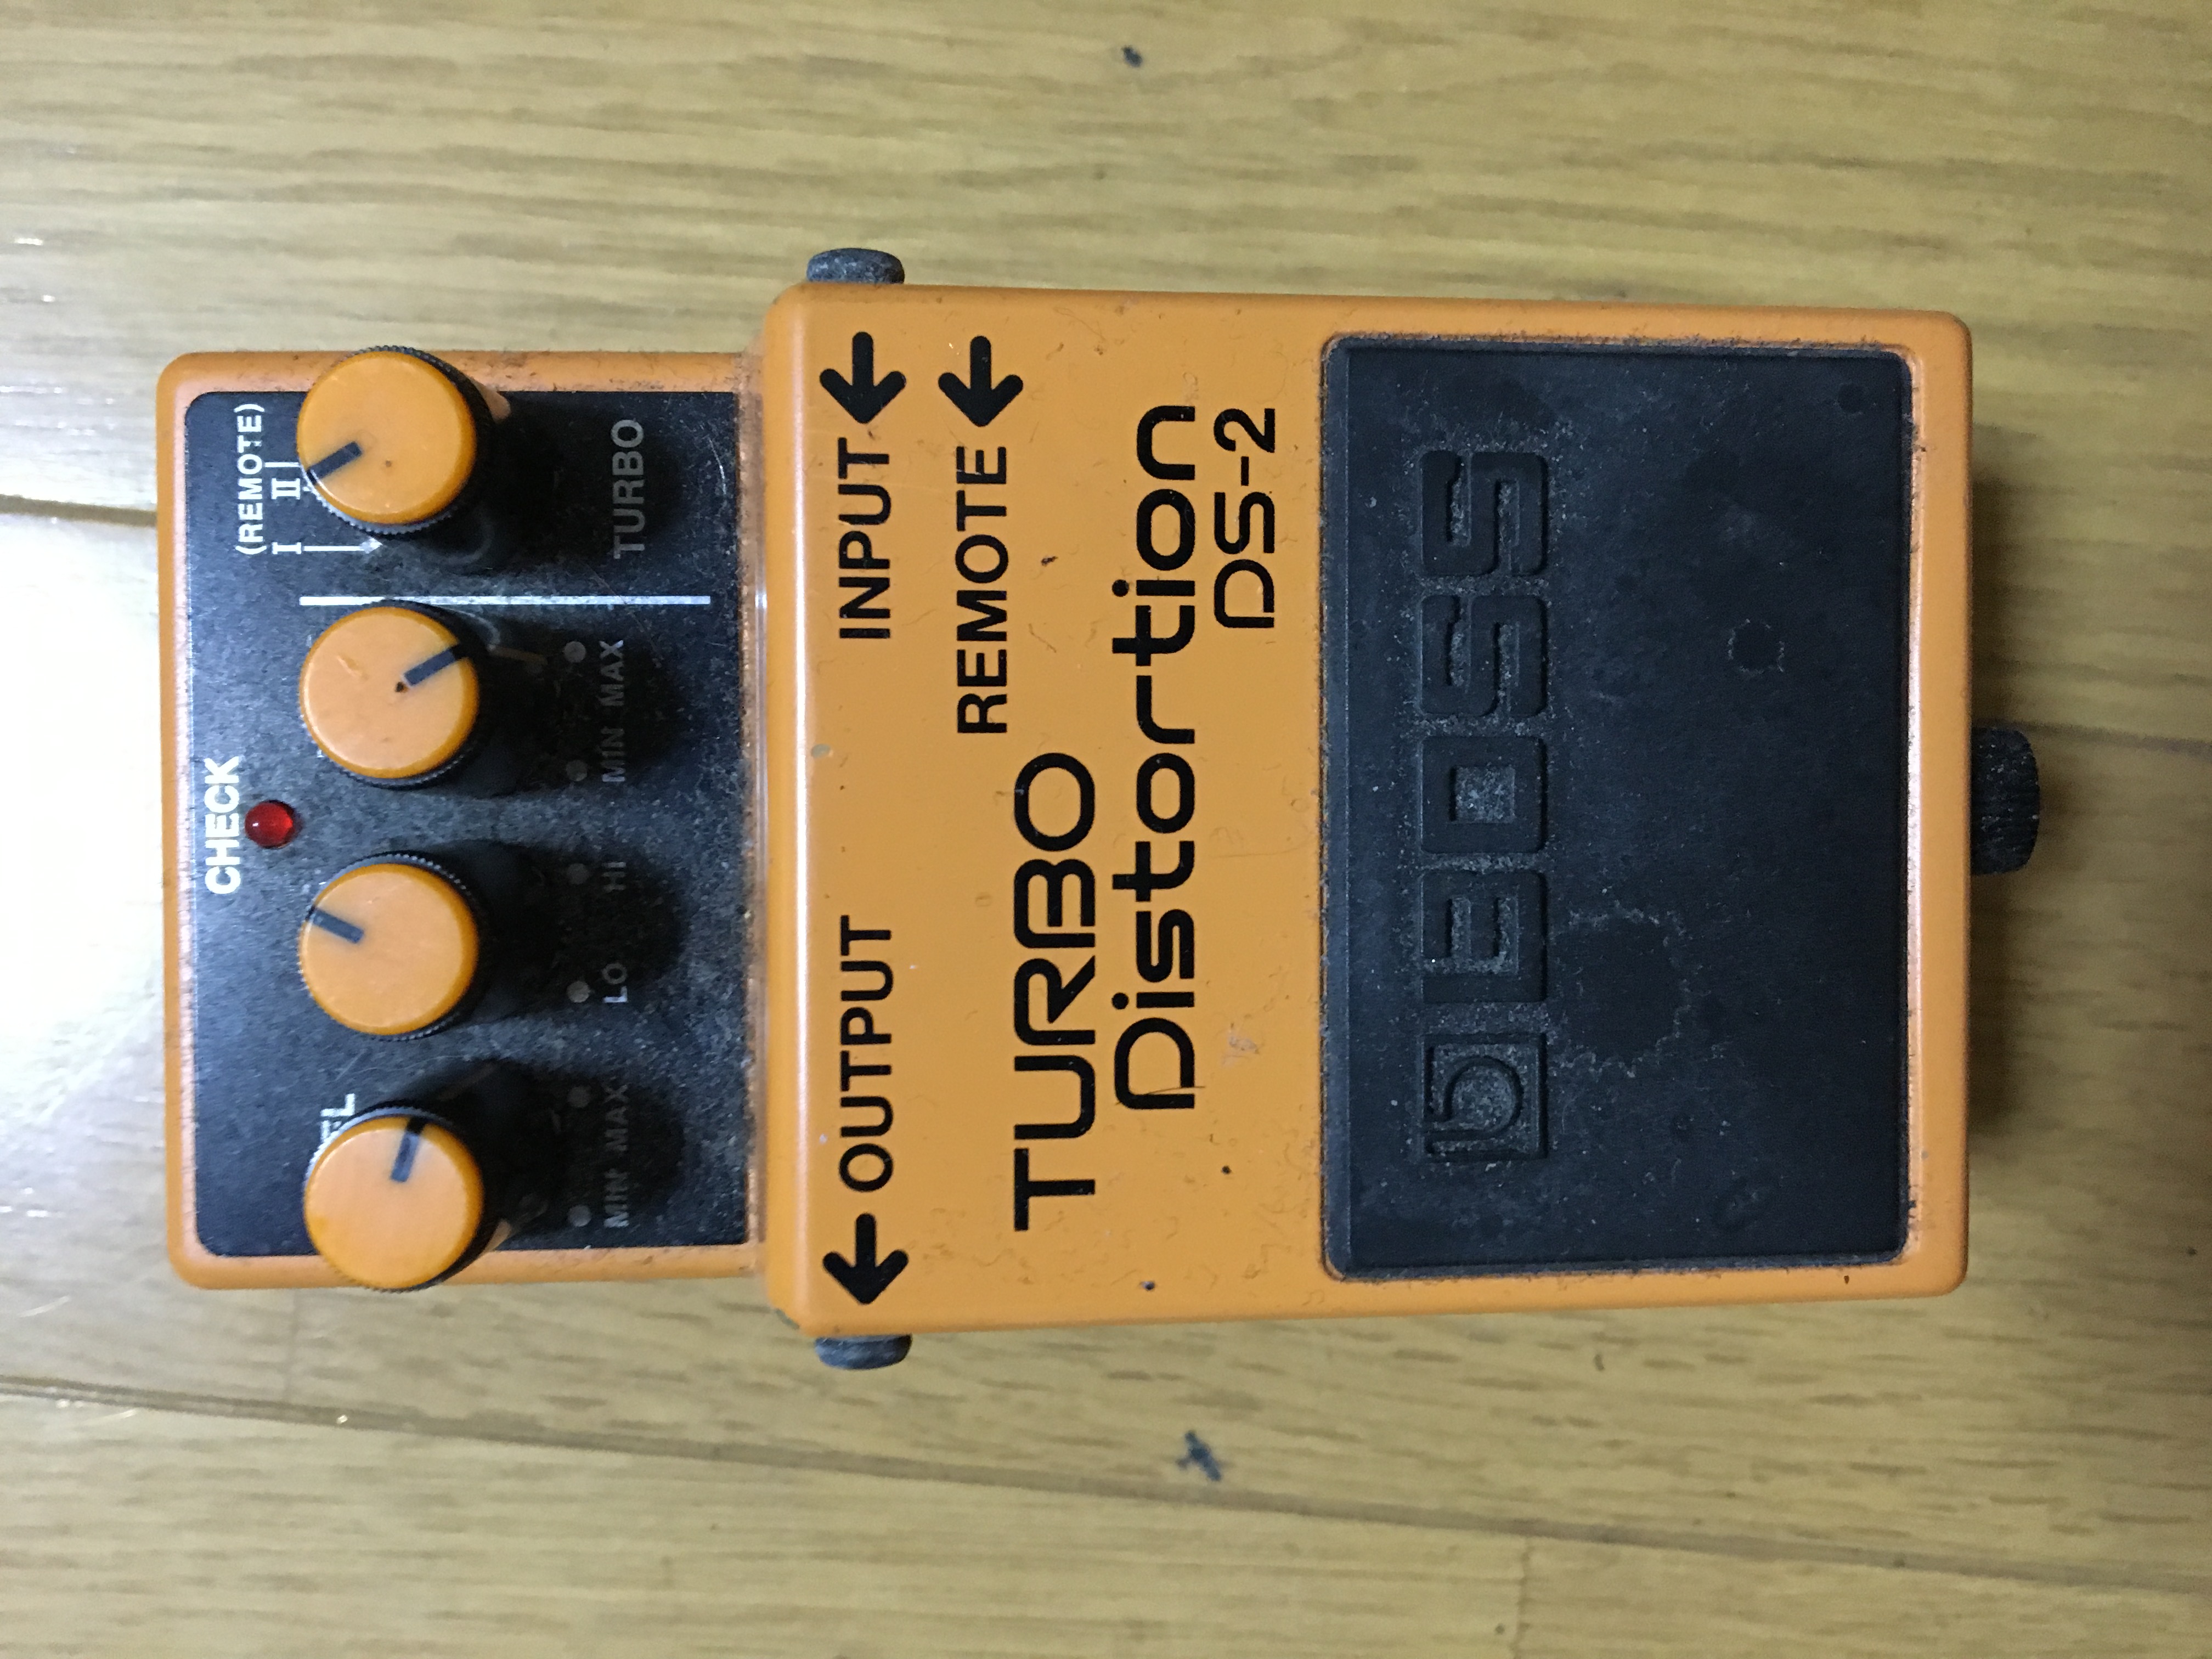 CHECK
(REMOTE)
I II
MIN MAX
LO HI
MIN MAX
TURBO
← OUTPUT
INPUT ←
REMOTE ←
TURBO
Distortion
DS-2
BOSS